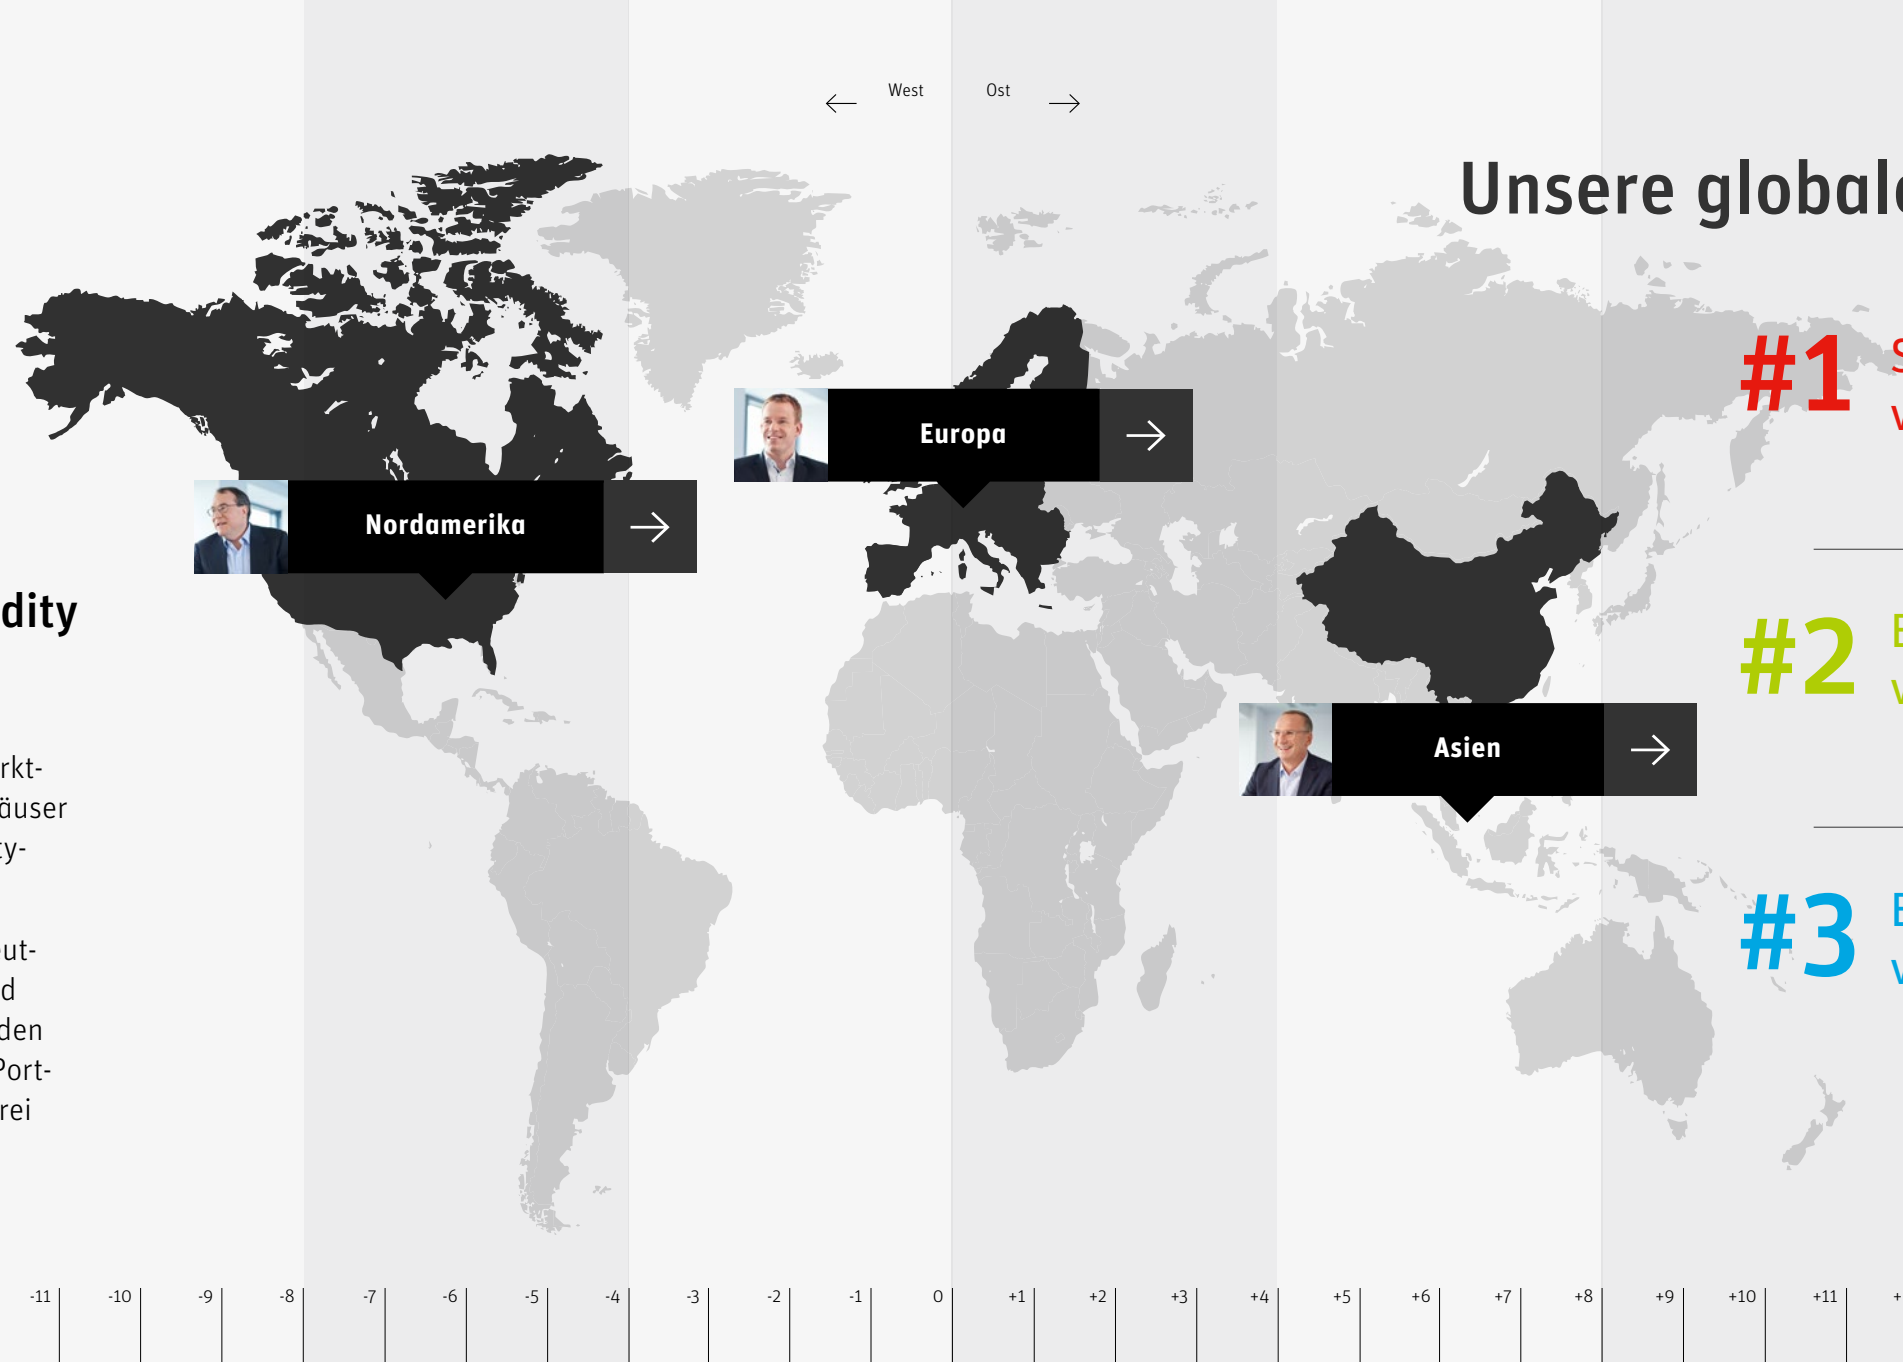 West
Ost
Unsere global
#1
Europa
Nordamerika
dity
#2
Asien
rkt-
äuser
ty-
#3
eut-
d
den
Port-
rei
-11 -10 -9 -8 -7 -6 -5 -4 -3 -2 -1 0 +1 +2 +3 +4 +5 +6 +7 +8 +9 +10 +11